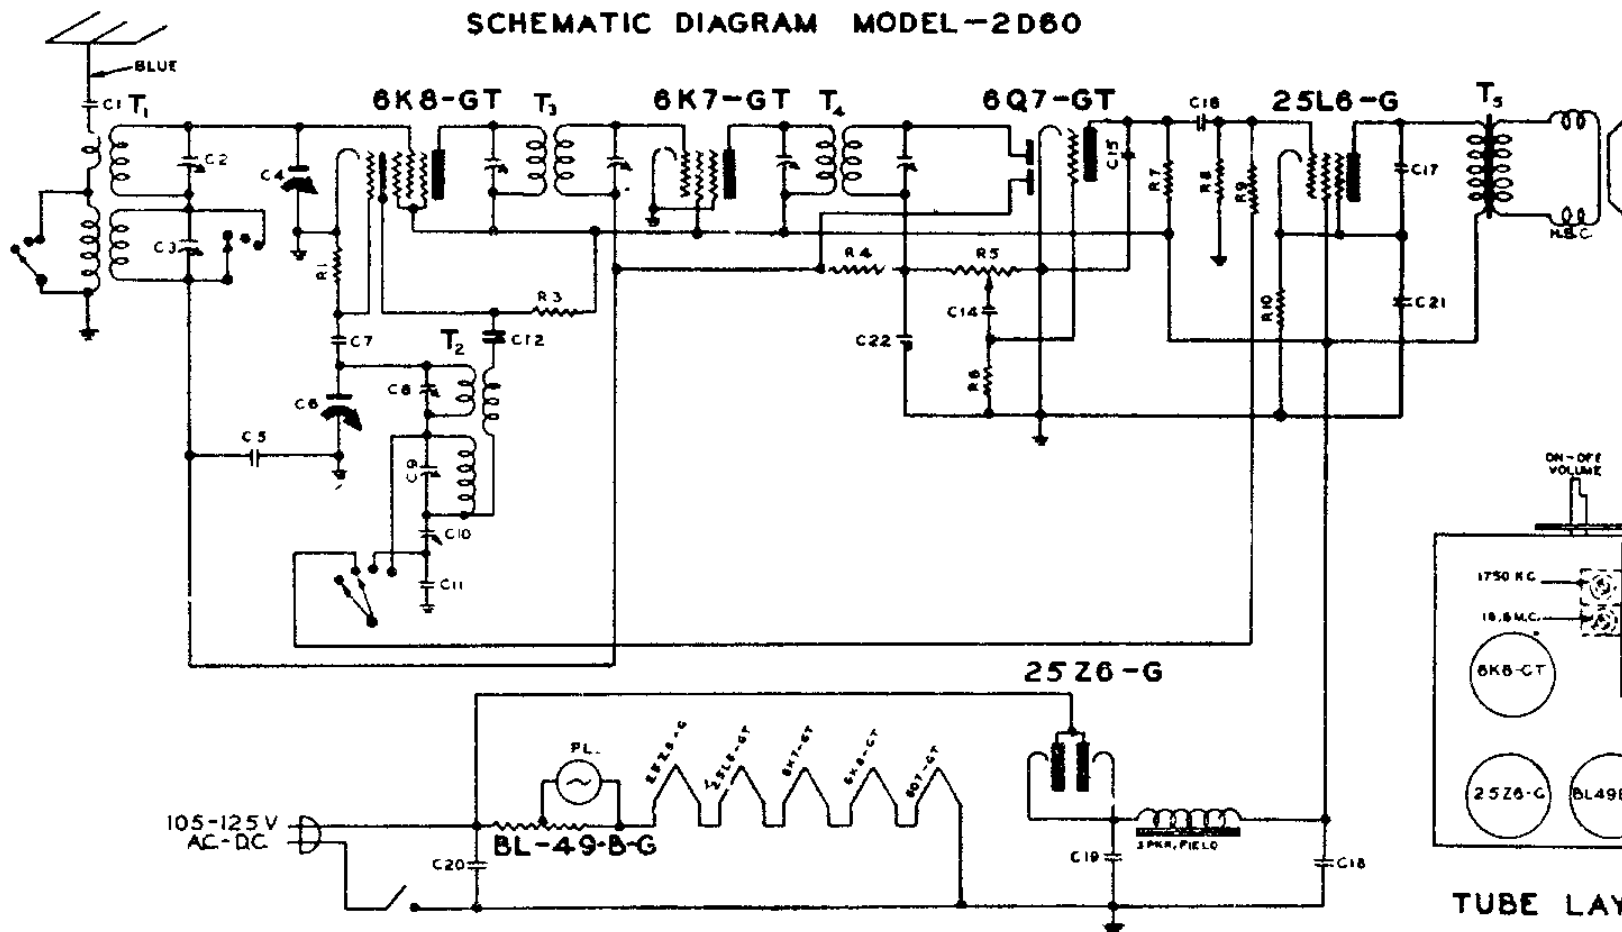 SCHEMATIC DIAGRAM MODEL-2D60
BLUE
C1
T1
6K8-GT
T3
6K7-GT
T4
6Q7-GT
C16
25L6-G
T5
C2
C4
C15
R7
R8
R9
C17
C3
R1
R4
R5
R3
C14
R10
C21
C7
T2
C12
C22
C8
R6
C6
C5
C9
C10
C11
ON-OFF
VOLUME
1750 KC
18.6 M.C.
6K8-GT
25Z6-G
25Z6-G
25L6-GT
6K7-GT
6K8-GT
6Q7-GT
PL.
105-125 V
AC-DC
BL-49-B-G
C20
C19
SPKR. FIELD
C18
25Z6-G
BL49B
TUBE LAY